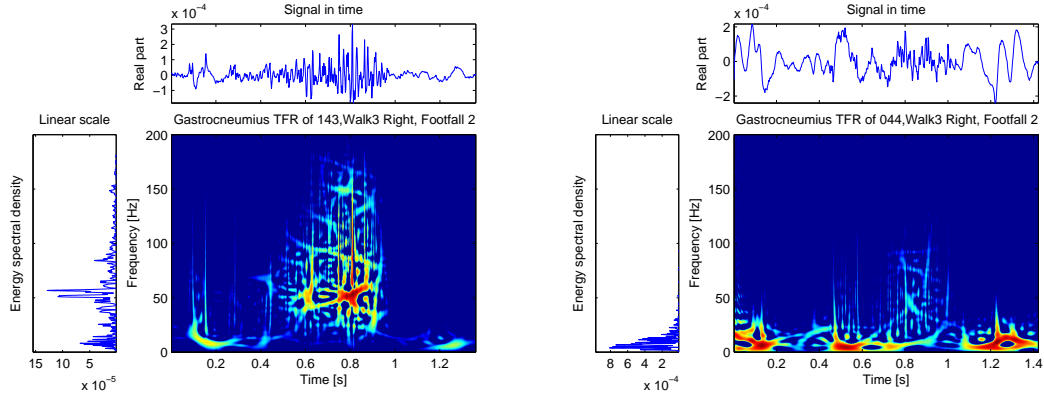 x 10⁻⁴
Signal in time
3
2
1
0
−1
Real part
Linear scale
Gastrocneumius TFR of 143,Walk3 Right, Footfall 2
200
150
100
50
0
Energy spectral density
Frequency [Hz]
15
10
5
x 10⁻⁵
0
0.2
0.4
0.6
0.8
1
1.2
Time [s]
x 10⁻⁴
Signal in time
2
0
−2
Real part
Linear scale
Gastrocneumius TFR of 044,Walk3 Right, Footfall 2
200
150
100
50
0
Energy spectral density
Frequency [Hz]
8
6
4
2
x 10⁻⁴
0.2
0.4
0.6
0.8
1
1.2
1.4
Time [s]